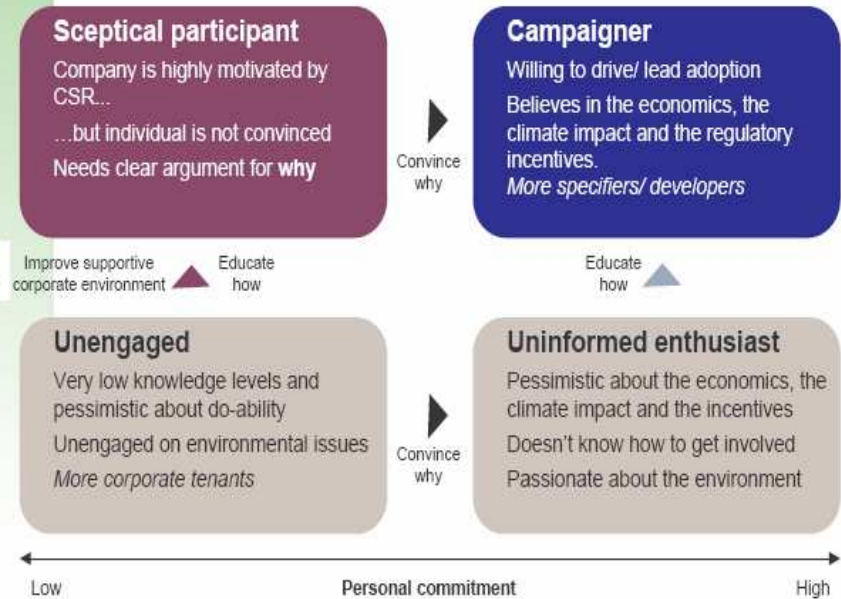 Sceptical participant
Company is highly motivated by
CSR...
...but individual is not convinced
Needs clear argument for why
Convince
why
Campaigner
Willing to drive/ lead adoption
Believes in the economics, the
climate impact and the regulatory
incentives.
More specifiers/ developers
Improve supportive
corporate environment
Educate
how
Educate
how
Unengaged
Very low knowledge levels and
pessimistic about do-ability
Unengaged on environmental issues
More corporate tenants
Convince
why
Uninformed enthusiast
Pessimistic about the economics, the
climate impact and the incentives
Doesn't know how to get involved
Passionate about the environment
Low
Personal commitment
High